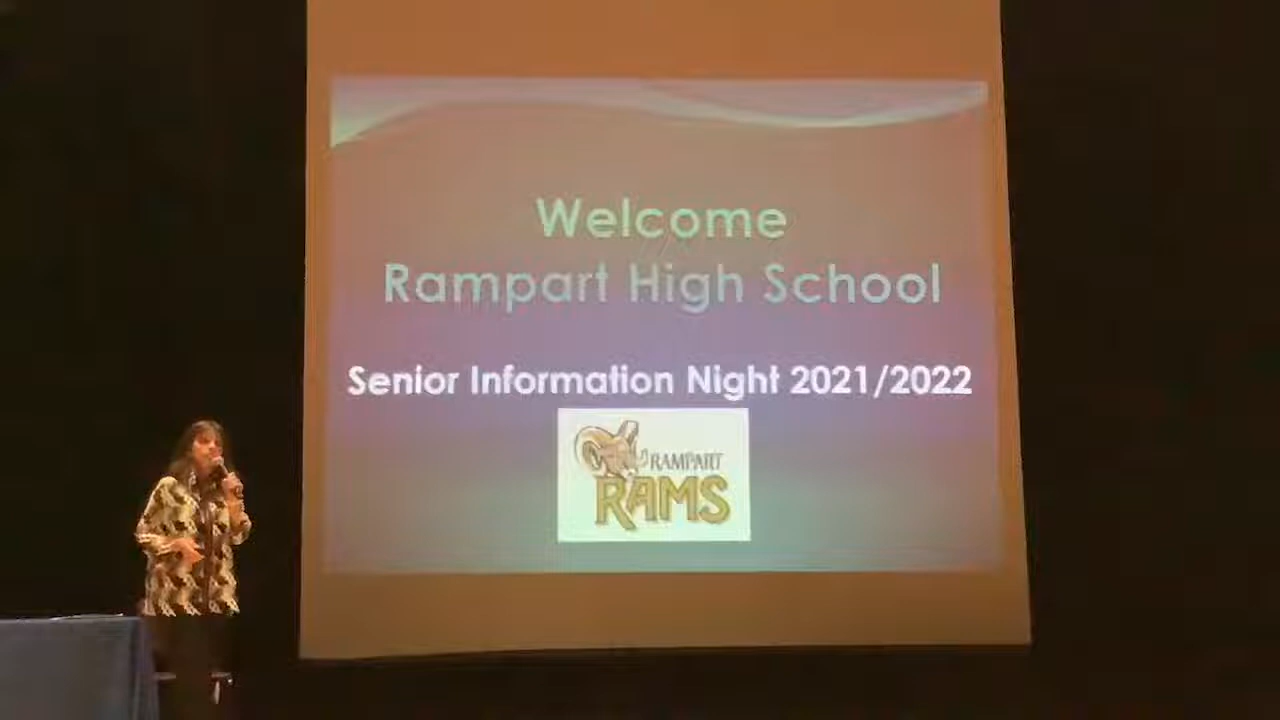 Welcome
Rampart High School
Senior Information Night 2021/2022
RAMPART
RAMS